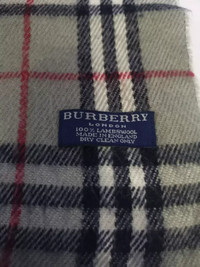 BURBERRY
LONDON
100% LAMBSWOOL
MADE IN ENGLAND
DRY CLEAN ONLY